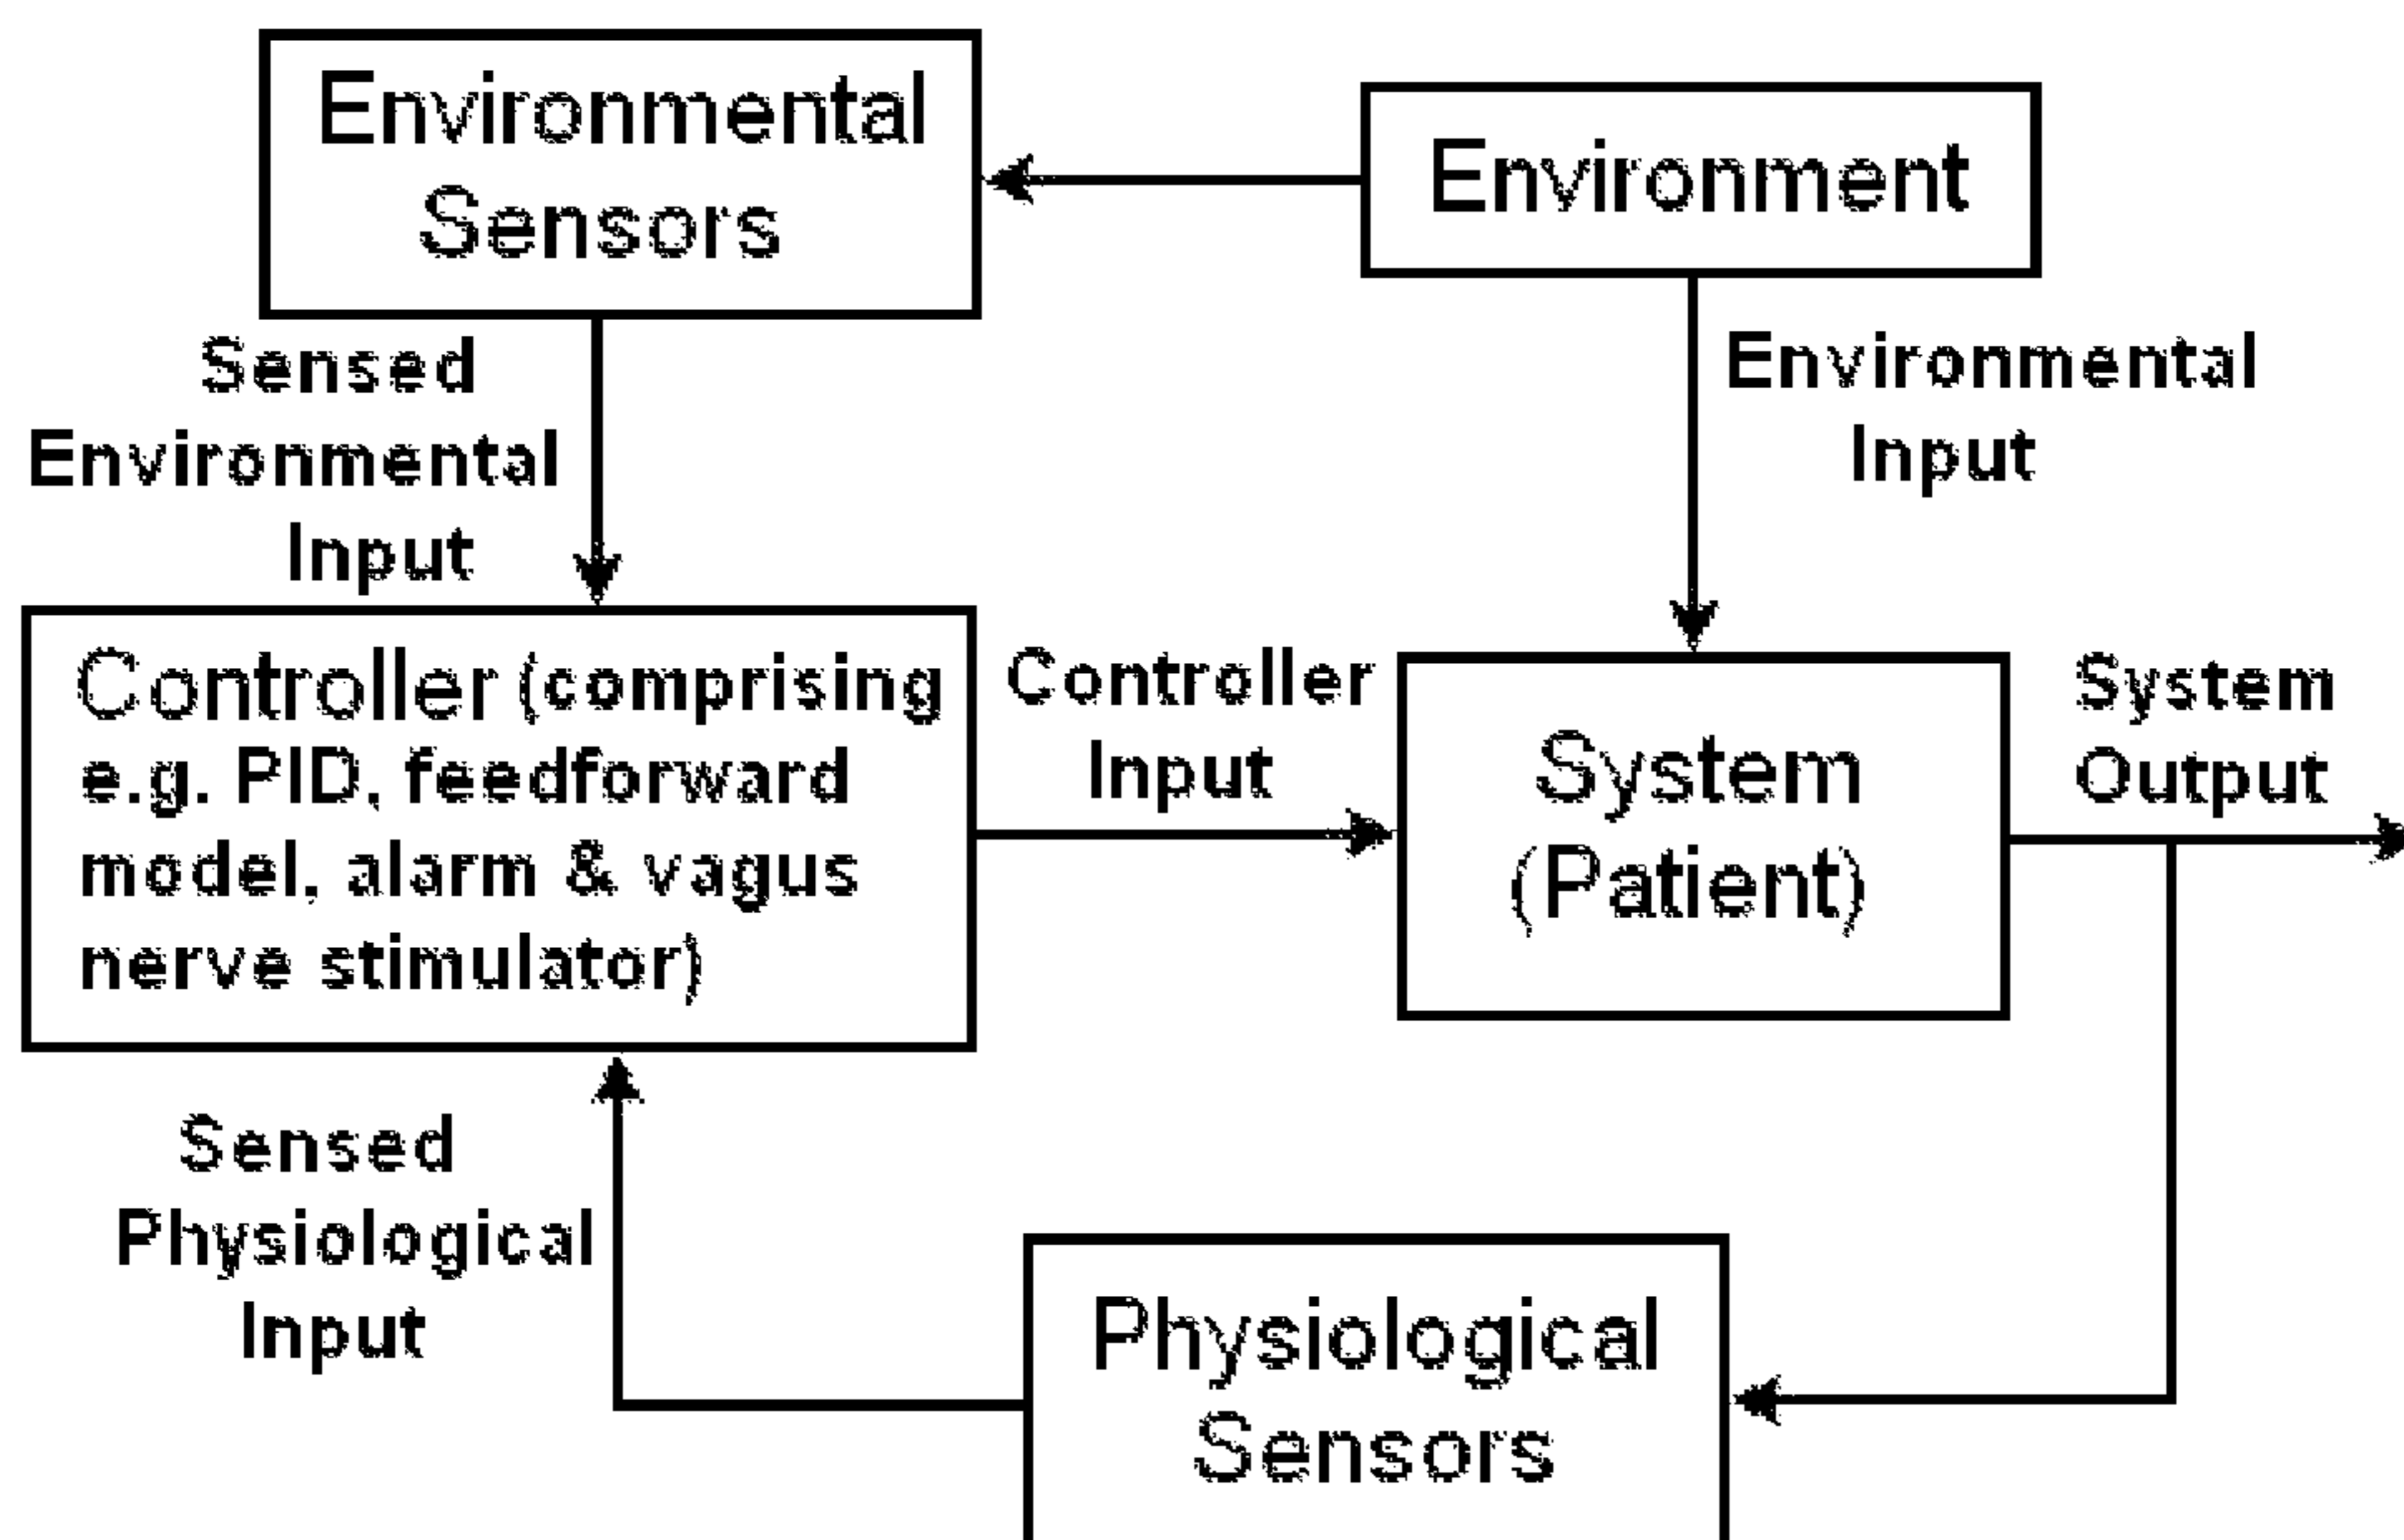 Environmental
Sensors
Environment
Sensed
Environmental
Input
Environmental
Input
Controller (comprising
e.g. PID, feedforward
model, alarm & vagus
nerve stimulator)
Controller
Input
System
(Patient)
System
Output
Sensed
Physiological
Input
Physiological
Sensors